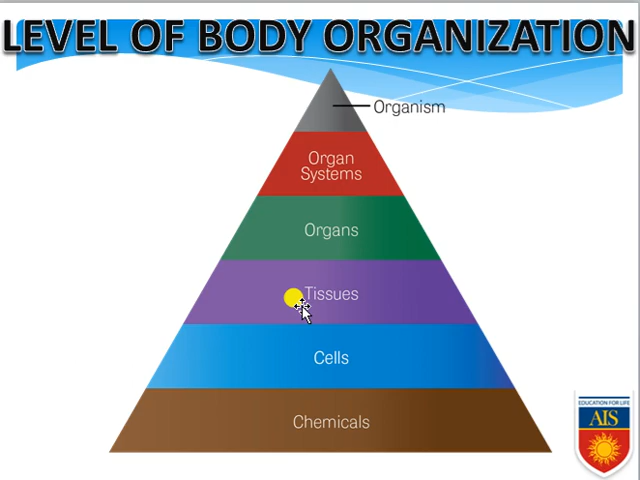 LEVEL OF BODY ORGANIZATION
Organism
Organ
Systems
Organs
Tissues
Cells
Chemicals
EDUCATION FOR LIFE
AIS